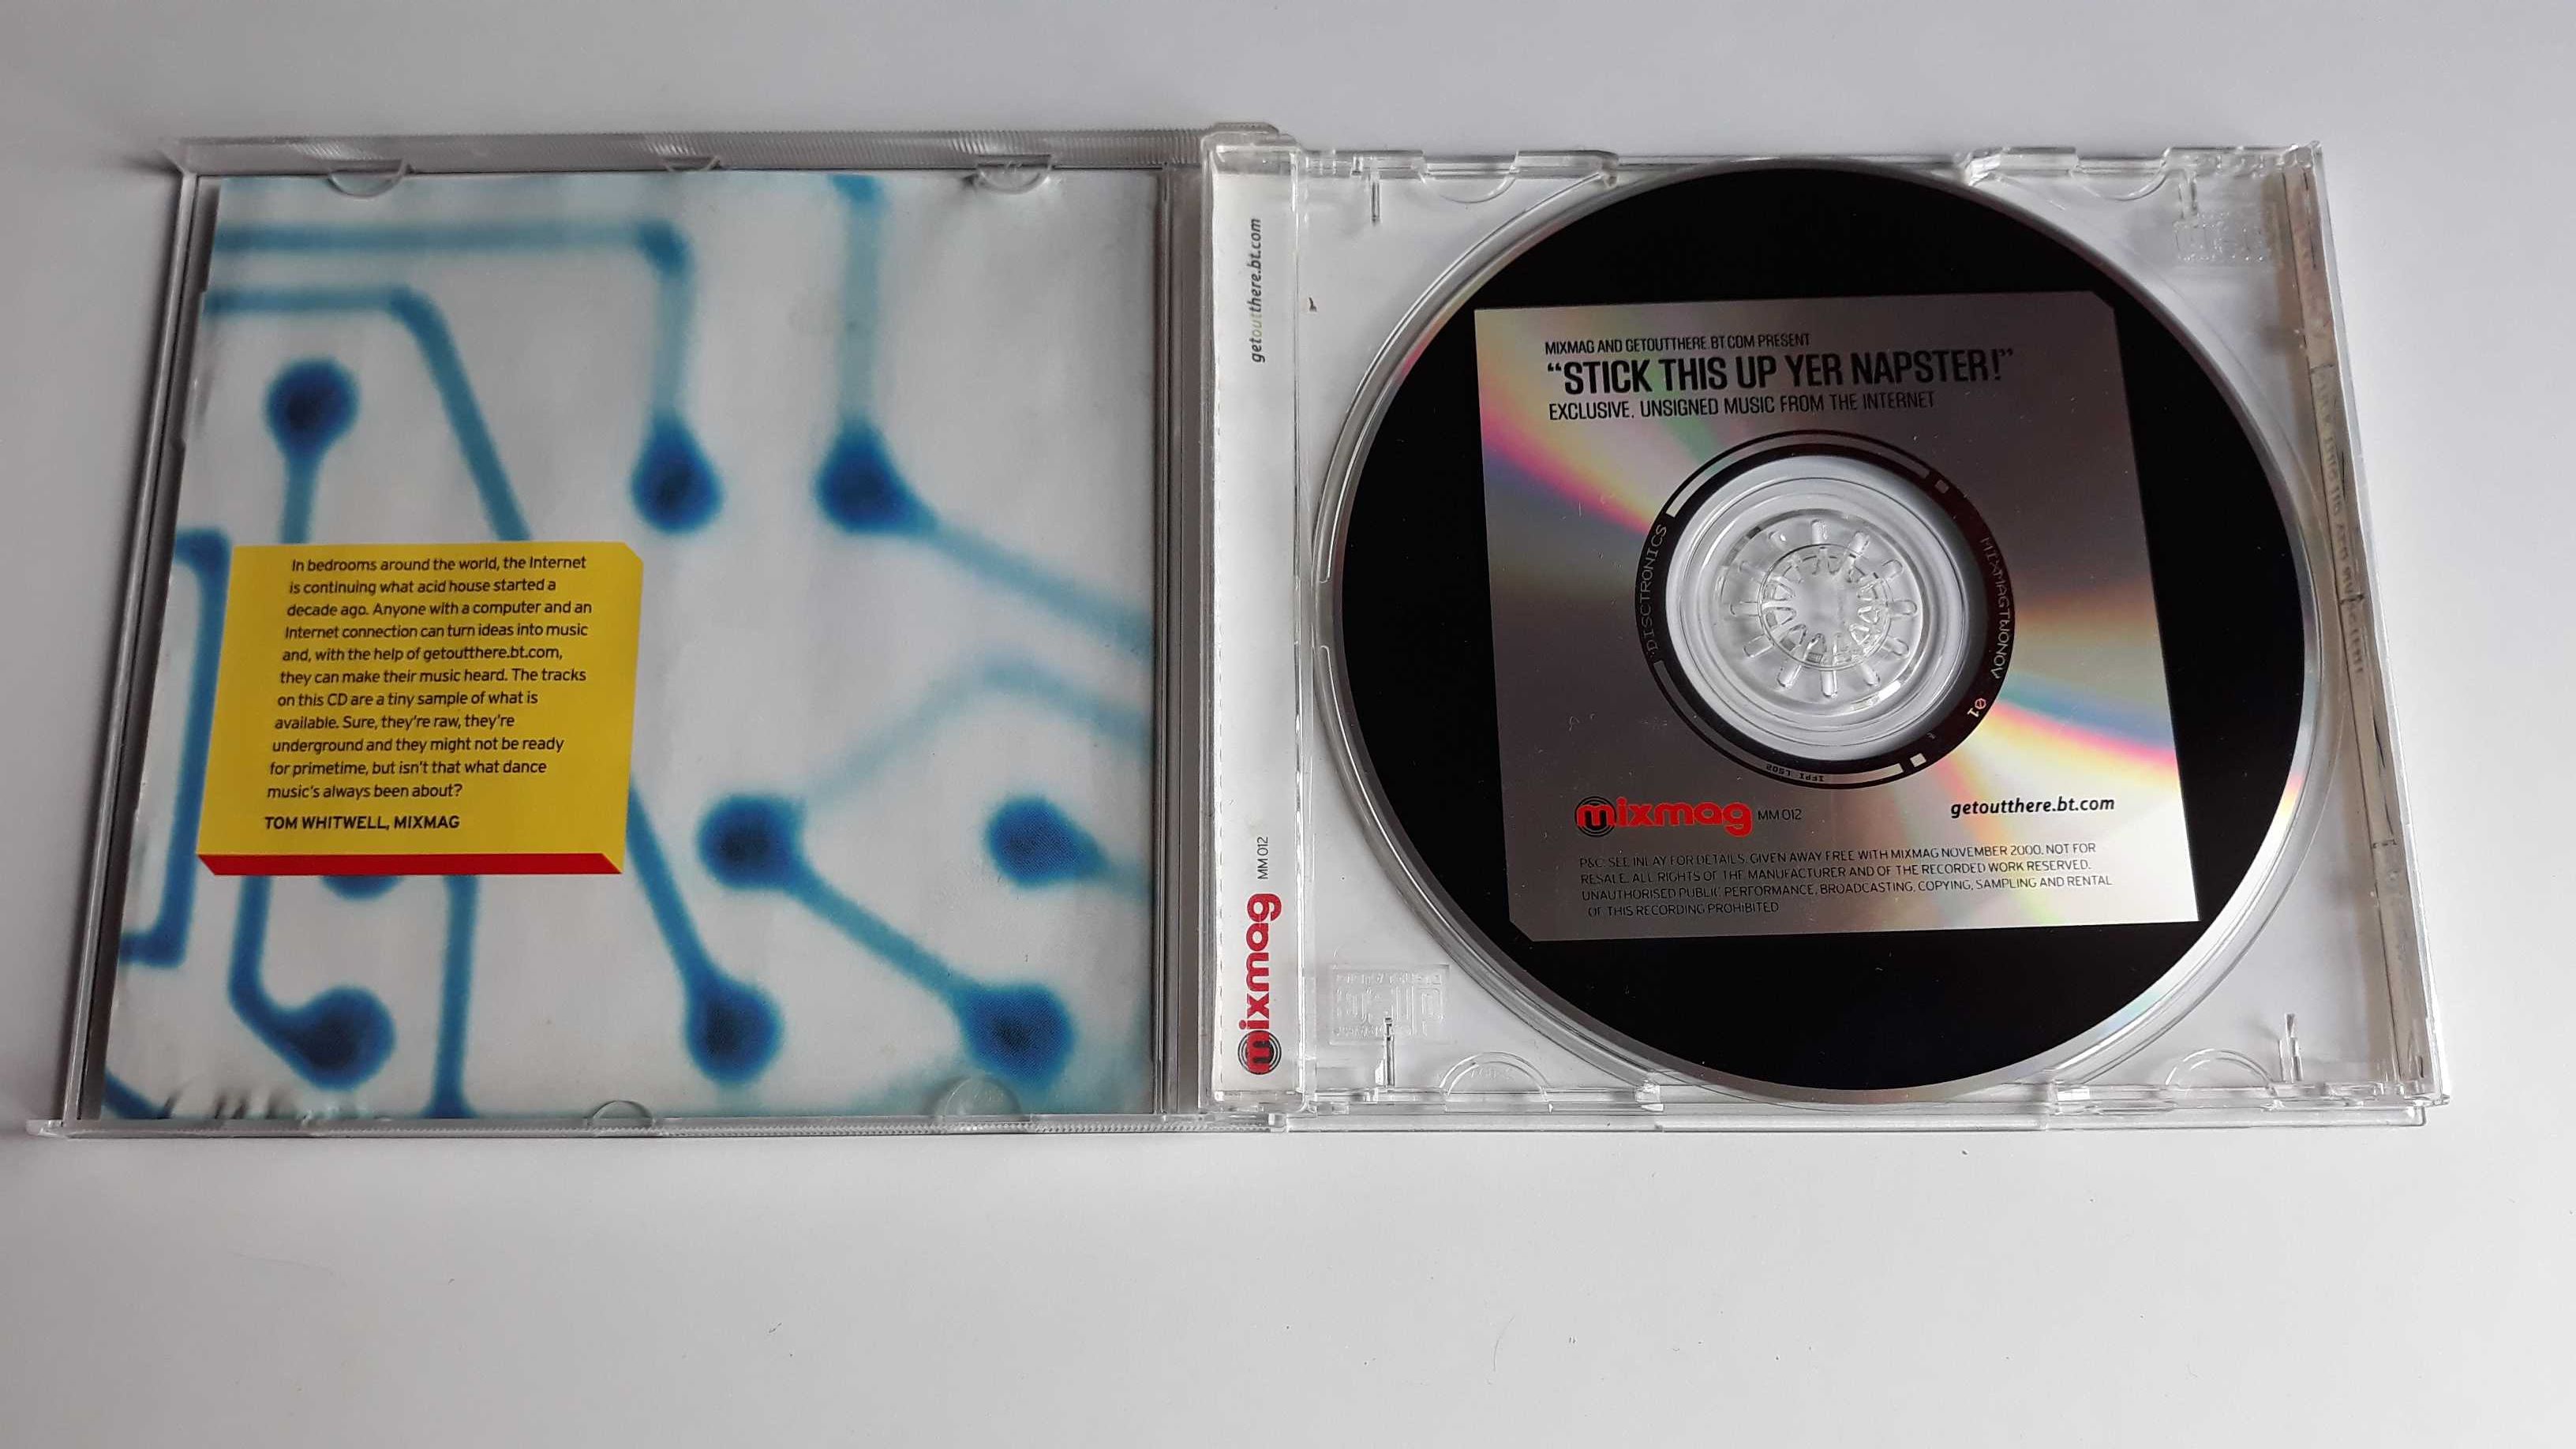 In bedrooms around the world, the Internet
is continuing what acid house started a
decade ago. Anyone with a computer and an
Internet connection can turn ideas into music
and, with the help of getoutthere.bt.com,
they can make their music heard. The tracks
on this CD are a tiny sample of what is
available. Sure, they're raw, they're
underground and they might not be ready
for primetime, but isn't that what dance
music's always been about?
TOM WHITWELL, MIXMAG
getoutthere.bt.com
MM 012
mixmag
MIXMAG AND GETOUTTHERE.BT.COM PRESENT
"STICK THIS UP YER NAPSTER!"
EXCLUSIVE, UNSIGNED MUSIC FROM THE INTERNET
DISCTRONICS
MIXMAGTWONOV 01
IFPI L502
mixmag MM 012
getoutthere.bt.com
P&C SEE INLAY FOR DETAILS. GIVEN AWAY FREE WITH MIXMAG NOVEMBER 2000. NOT FOR
RESALE. ALL RIGHTS OF THE MANUFACTURER AND OF THE RECORDED WORK RESERVED.
UNAUTHORISED PUBLIC PERFORMANCE, BROADCASTING, COPYING, SAMPLING AND RENTAL
OF THIS RECORDING PROHIBITED